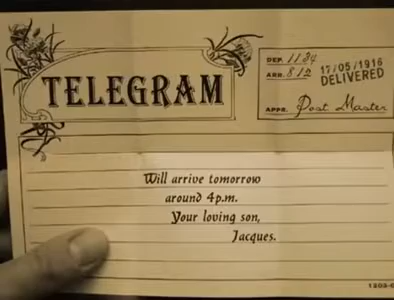 TELEGRAM
DEP. 11.34
ARR. 8 12
17/05/1916
DELIVERED
APPR. Post Master
Will arrive tomorrow
around 4p.m.
Your loving son,
Jacques.